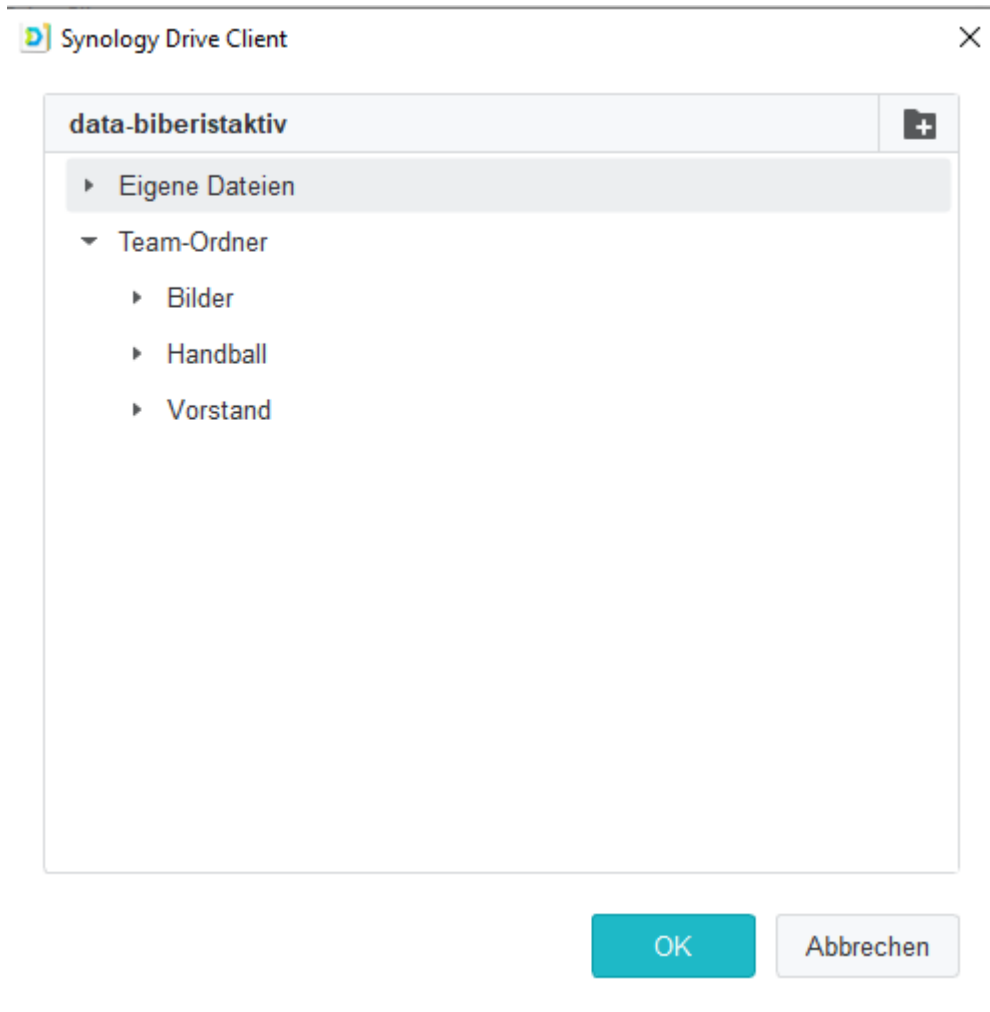 Synology Drive Client
data-biberistaktiv
Eigene Dateien
Team-Ordner
Bilder
Handball
Vorstand
OK
Abbrechen